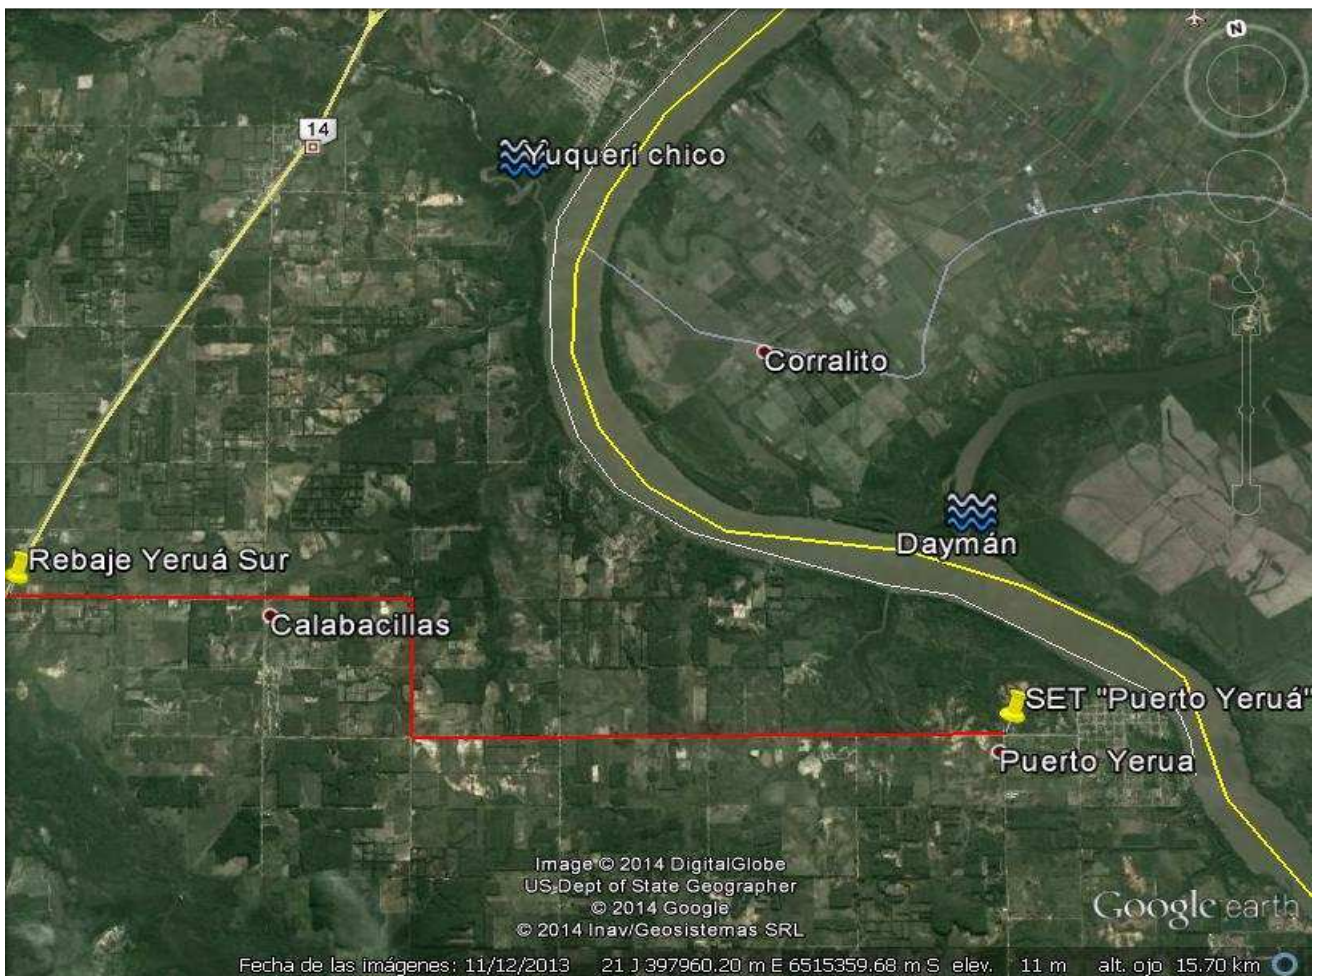 N
14
Yuquerí chico
Corralito
Daymán
Rebaje Yeruá Sur
Calabacillas
SET "Puerto Yeruá"
Puerto Yerua
Image © 2014 DigitalGlobe
US Dept of State Geographer
© 2014 Google
© 2014 Inav/Geosistemas SRL
Google earth
Fecha de las imágenes: 11/12/2013 21 J 397960.20 m E 6515359.68 m S elev. 11 m alt. ojo 15.70 km